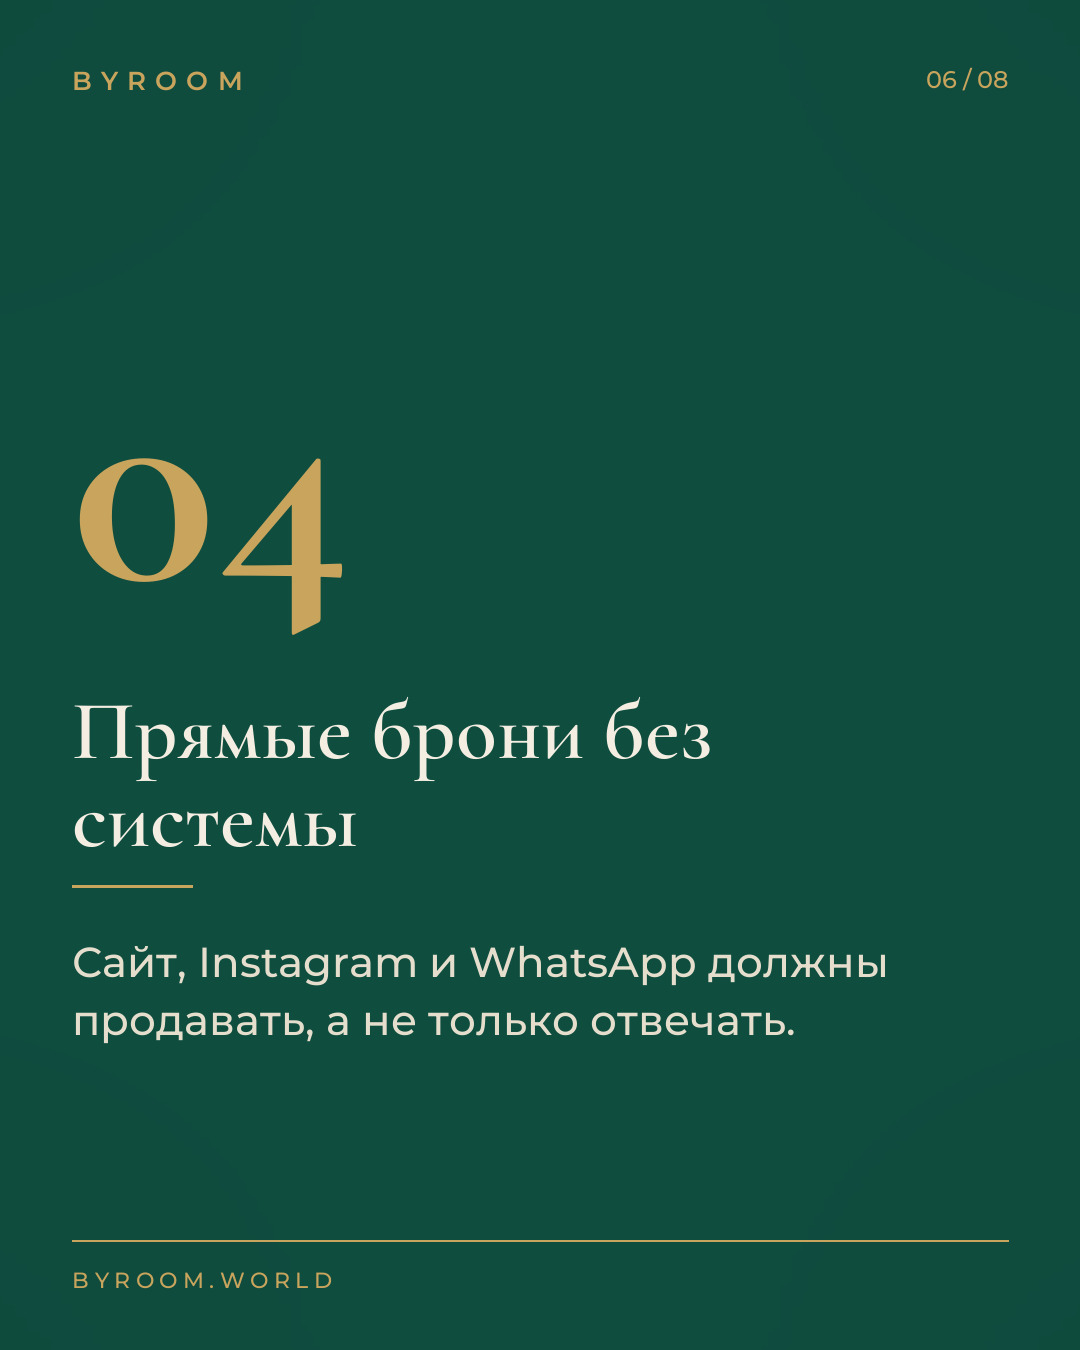 BYROOM
06 / 08
04
Прямые брони без
системы
Сайт, Instagram и WhatsApp должны
продавать, а не только отвечать.
BYROOM.WORLD